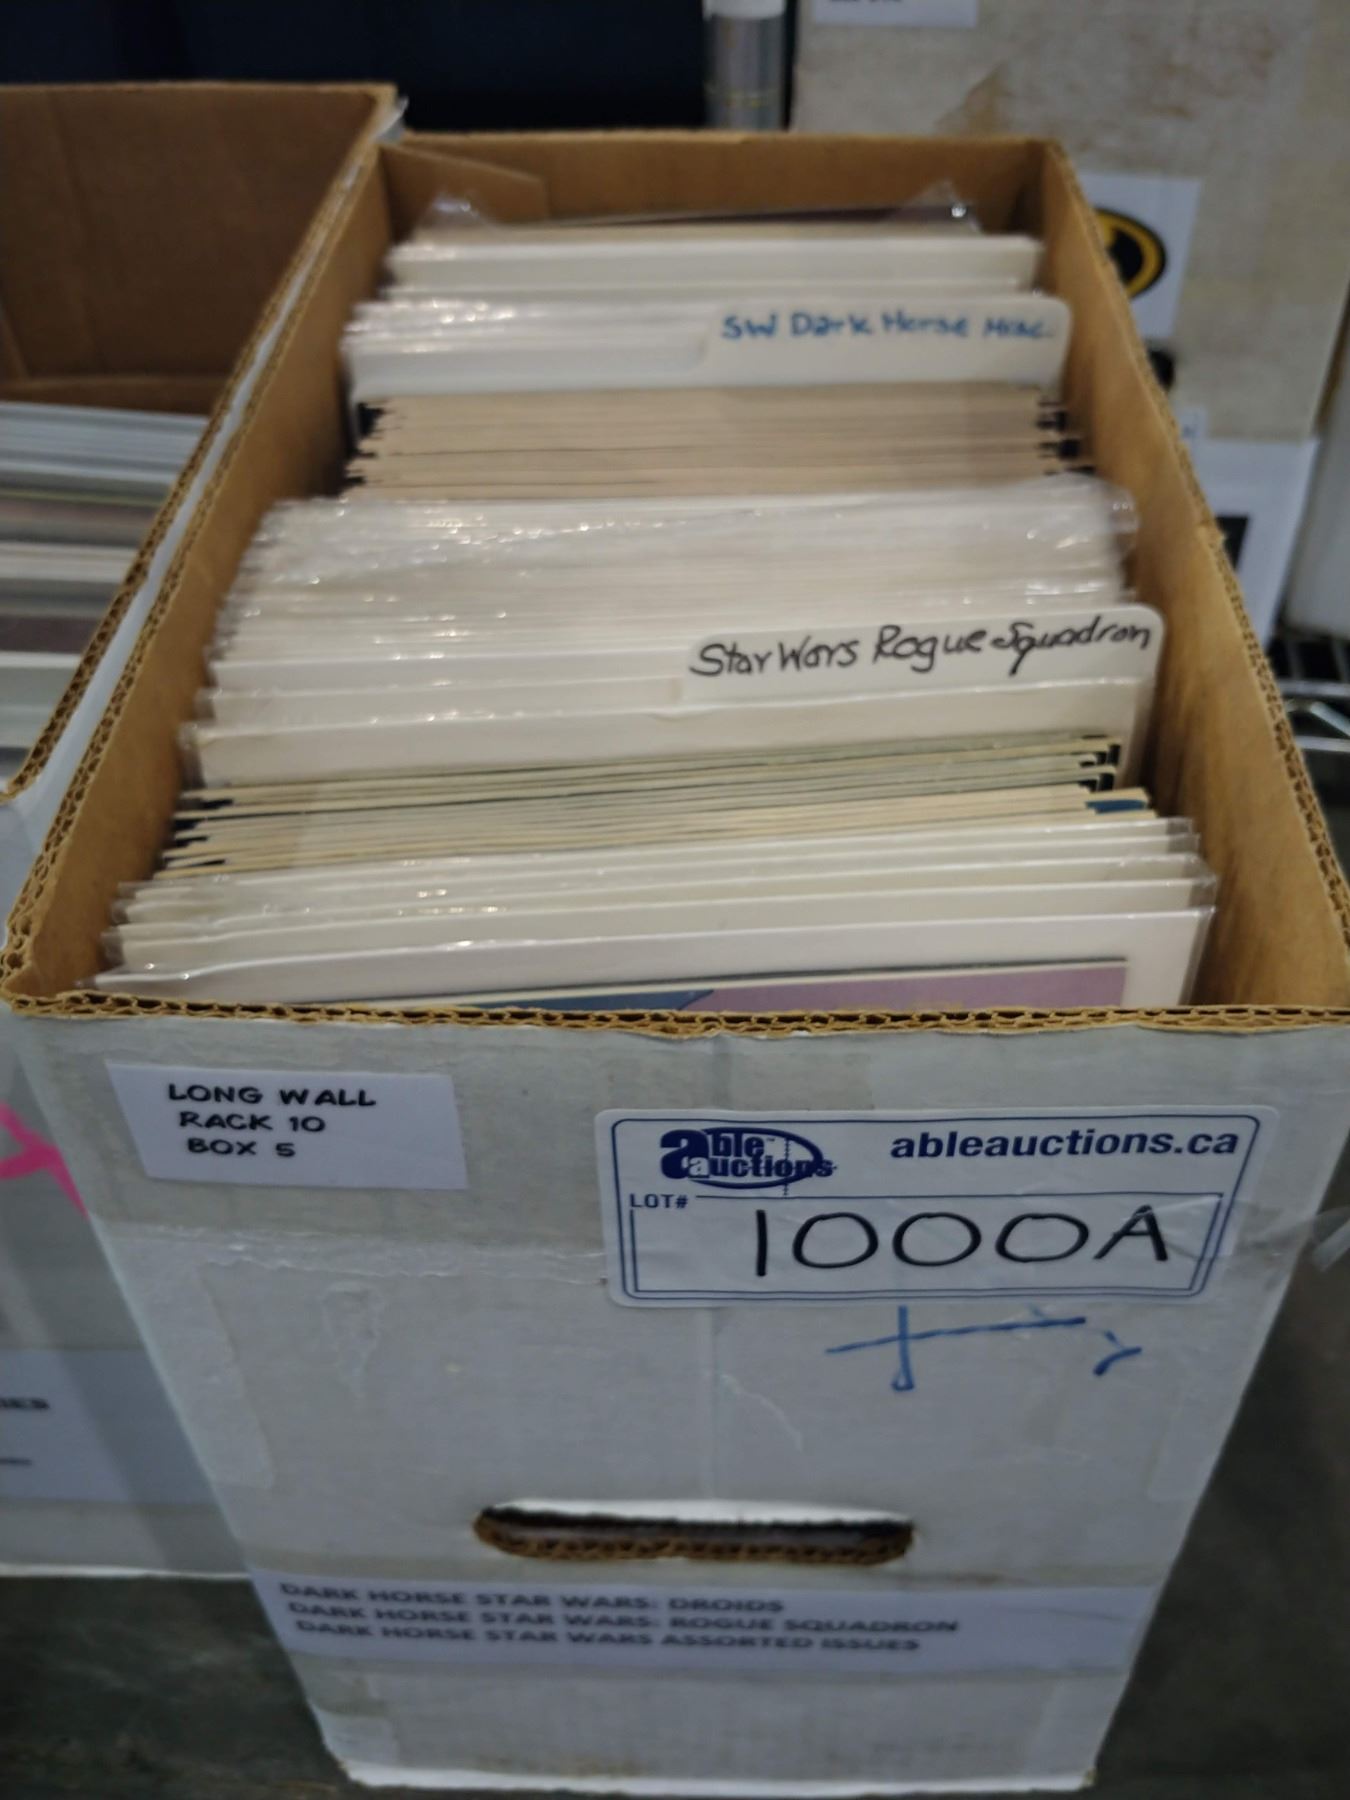 SW Dark Horse Misc.
Star Wars Rogue Squadron
LONG WALL
RACK 10
BOX 5
able auctions
ableauctions.ca
LOT#
1000A
DARK HORSE STAR WARS: DROIDS
DARK HORSE STAR WARS: ROGUE SQUADRON
DARK HORSE STAR WARS ASSORTED ISSUES